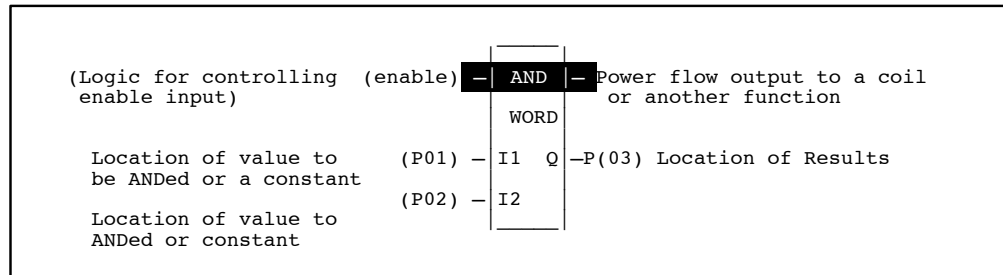 (Logic for controlling (enable) AND Power flow output to a coil
enable input) or another function
WORD
Location of value to (P01) I1 Q P(03) Location of Results
be ANDed or a constant
(P02) I2
Location of value to
ANDed or constant